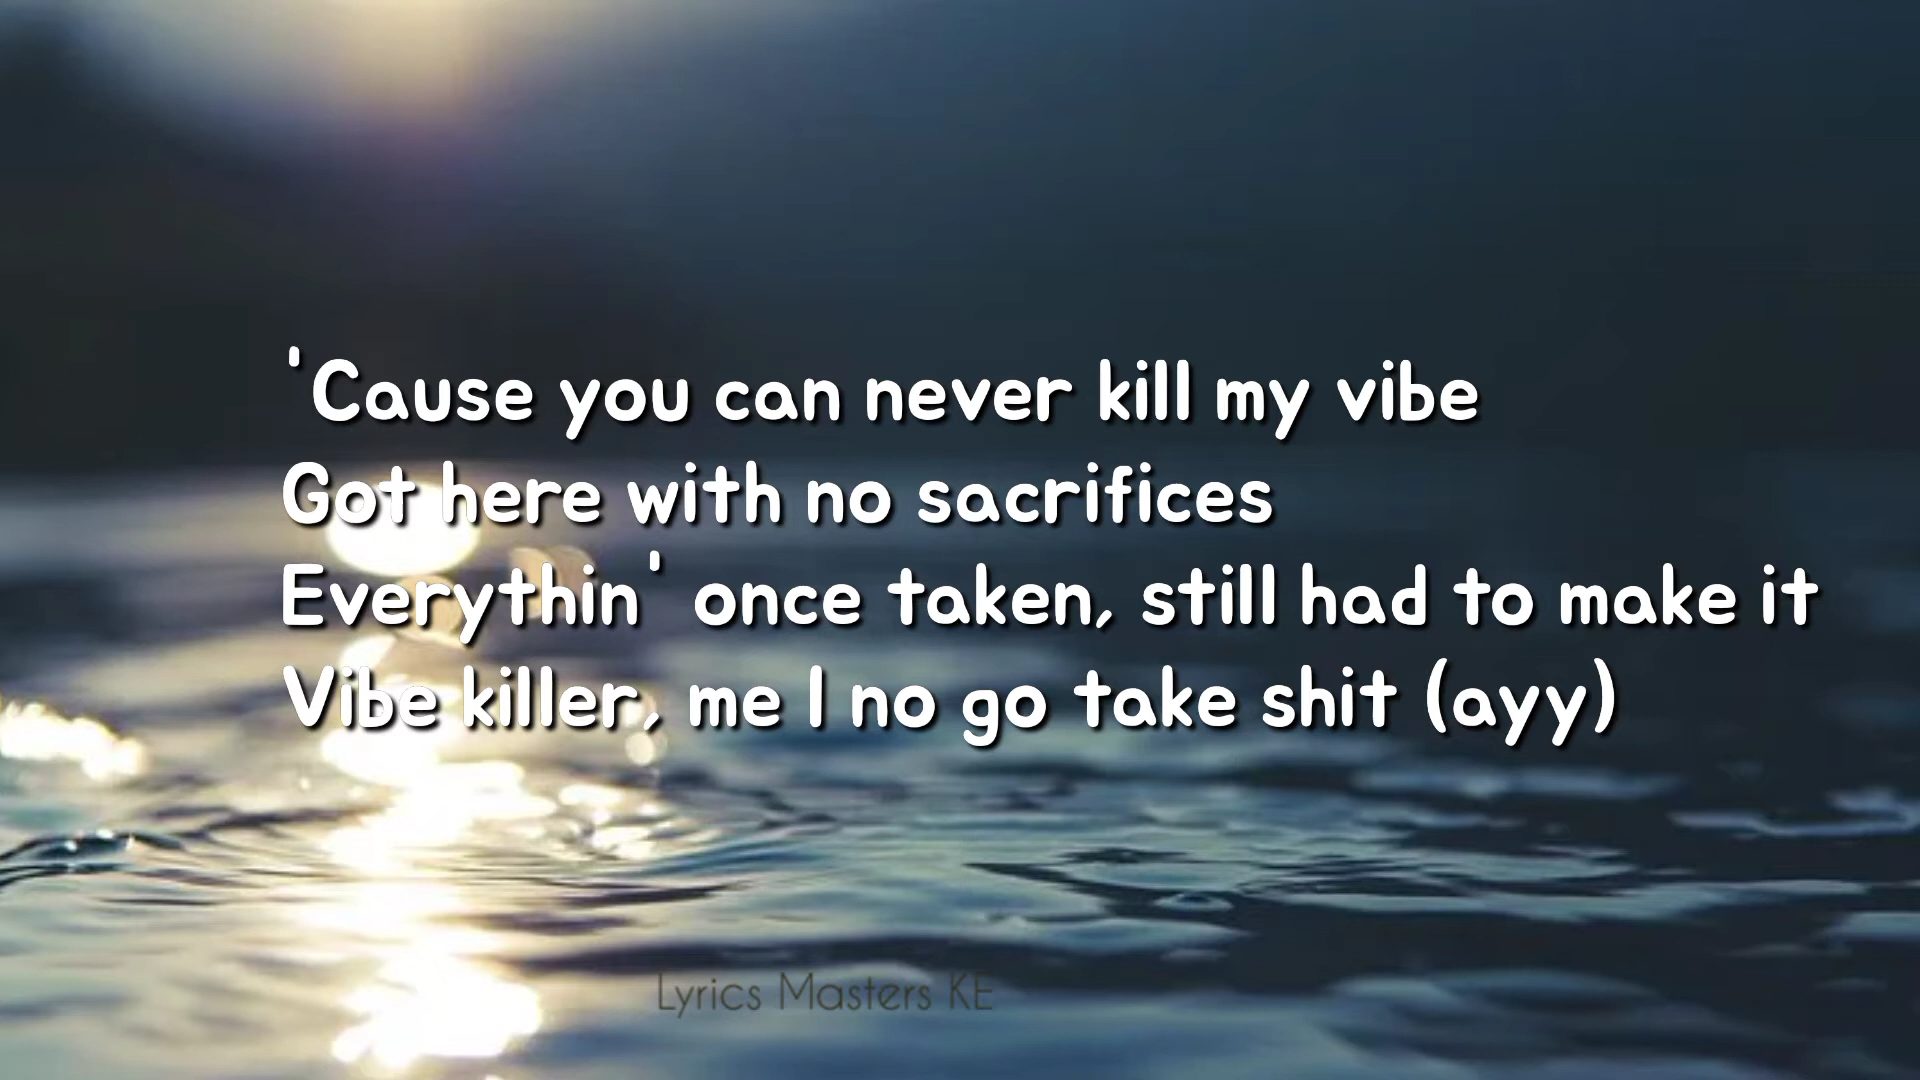 'Cause you can never kill my vibe
Got here with no sacrifices
Everythin' once taken, still had to make it
Vibe killer, me I no go take shit (ayy)
Lyrics Masters KE